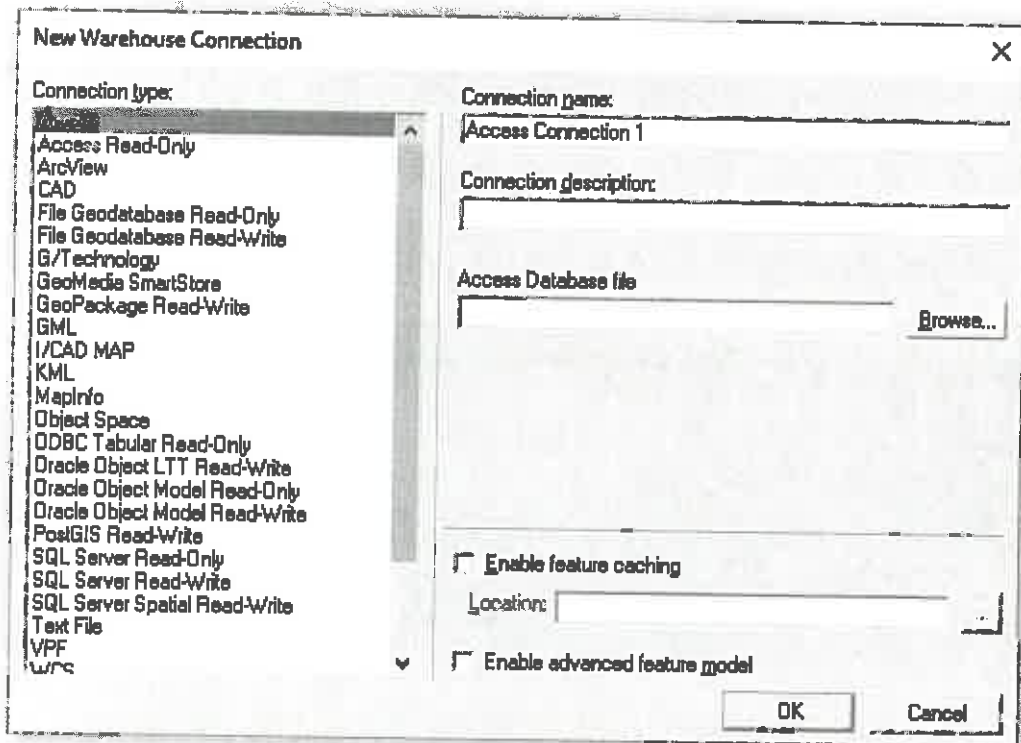 New Warehouse Connection
Connection type:
Access Read-Only
ArcView
CAD
File Geodatabase Read-Only
File Geodatabase Read-Write
G/Technology
GeoMedia SmartStore
GeoPackage Read-Write
GML
I/CAD MAP
KML
MapInfo
Object Space
ODBC Tabular Read-Only
Oracle Object LTT Read-Write
Oracle Object Model Read-Only
Oracle Object Model Read-Write
PostGIS Read-Write
SQL Server Read-Only
SQL Server Read-Write
SQL Server Spatial Read-Write
Text File
VPF
WCS
Connection name:
Access Connection 1
Connection description:
Access Database file
Browse...
Enable feature caching
Location:
Enable advanced feature model
OK
Cancel